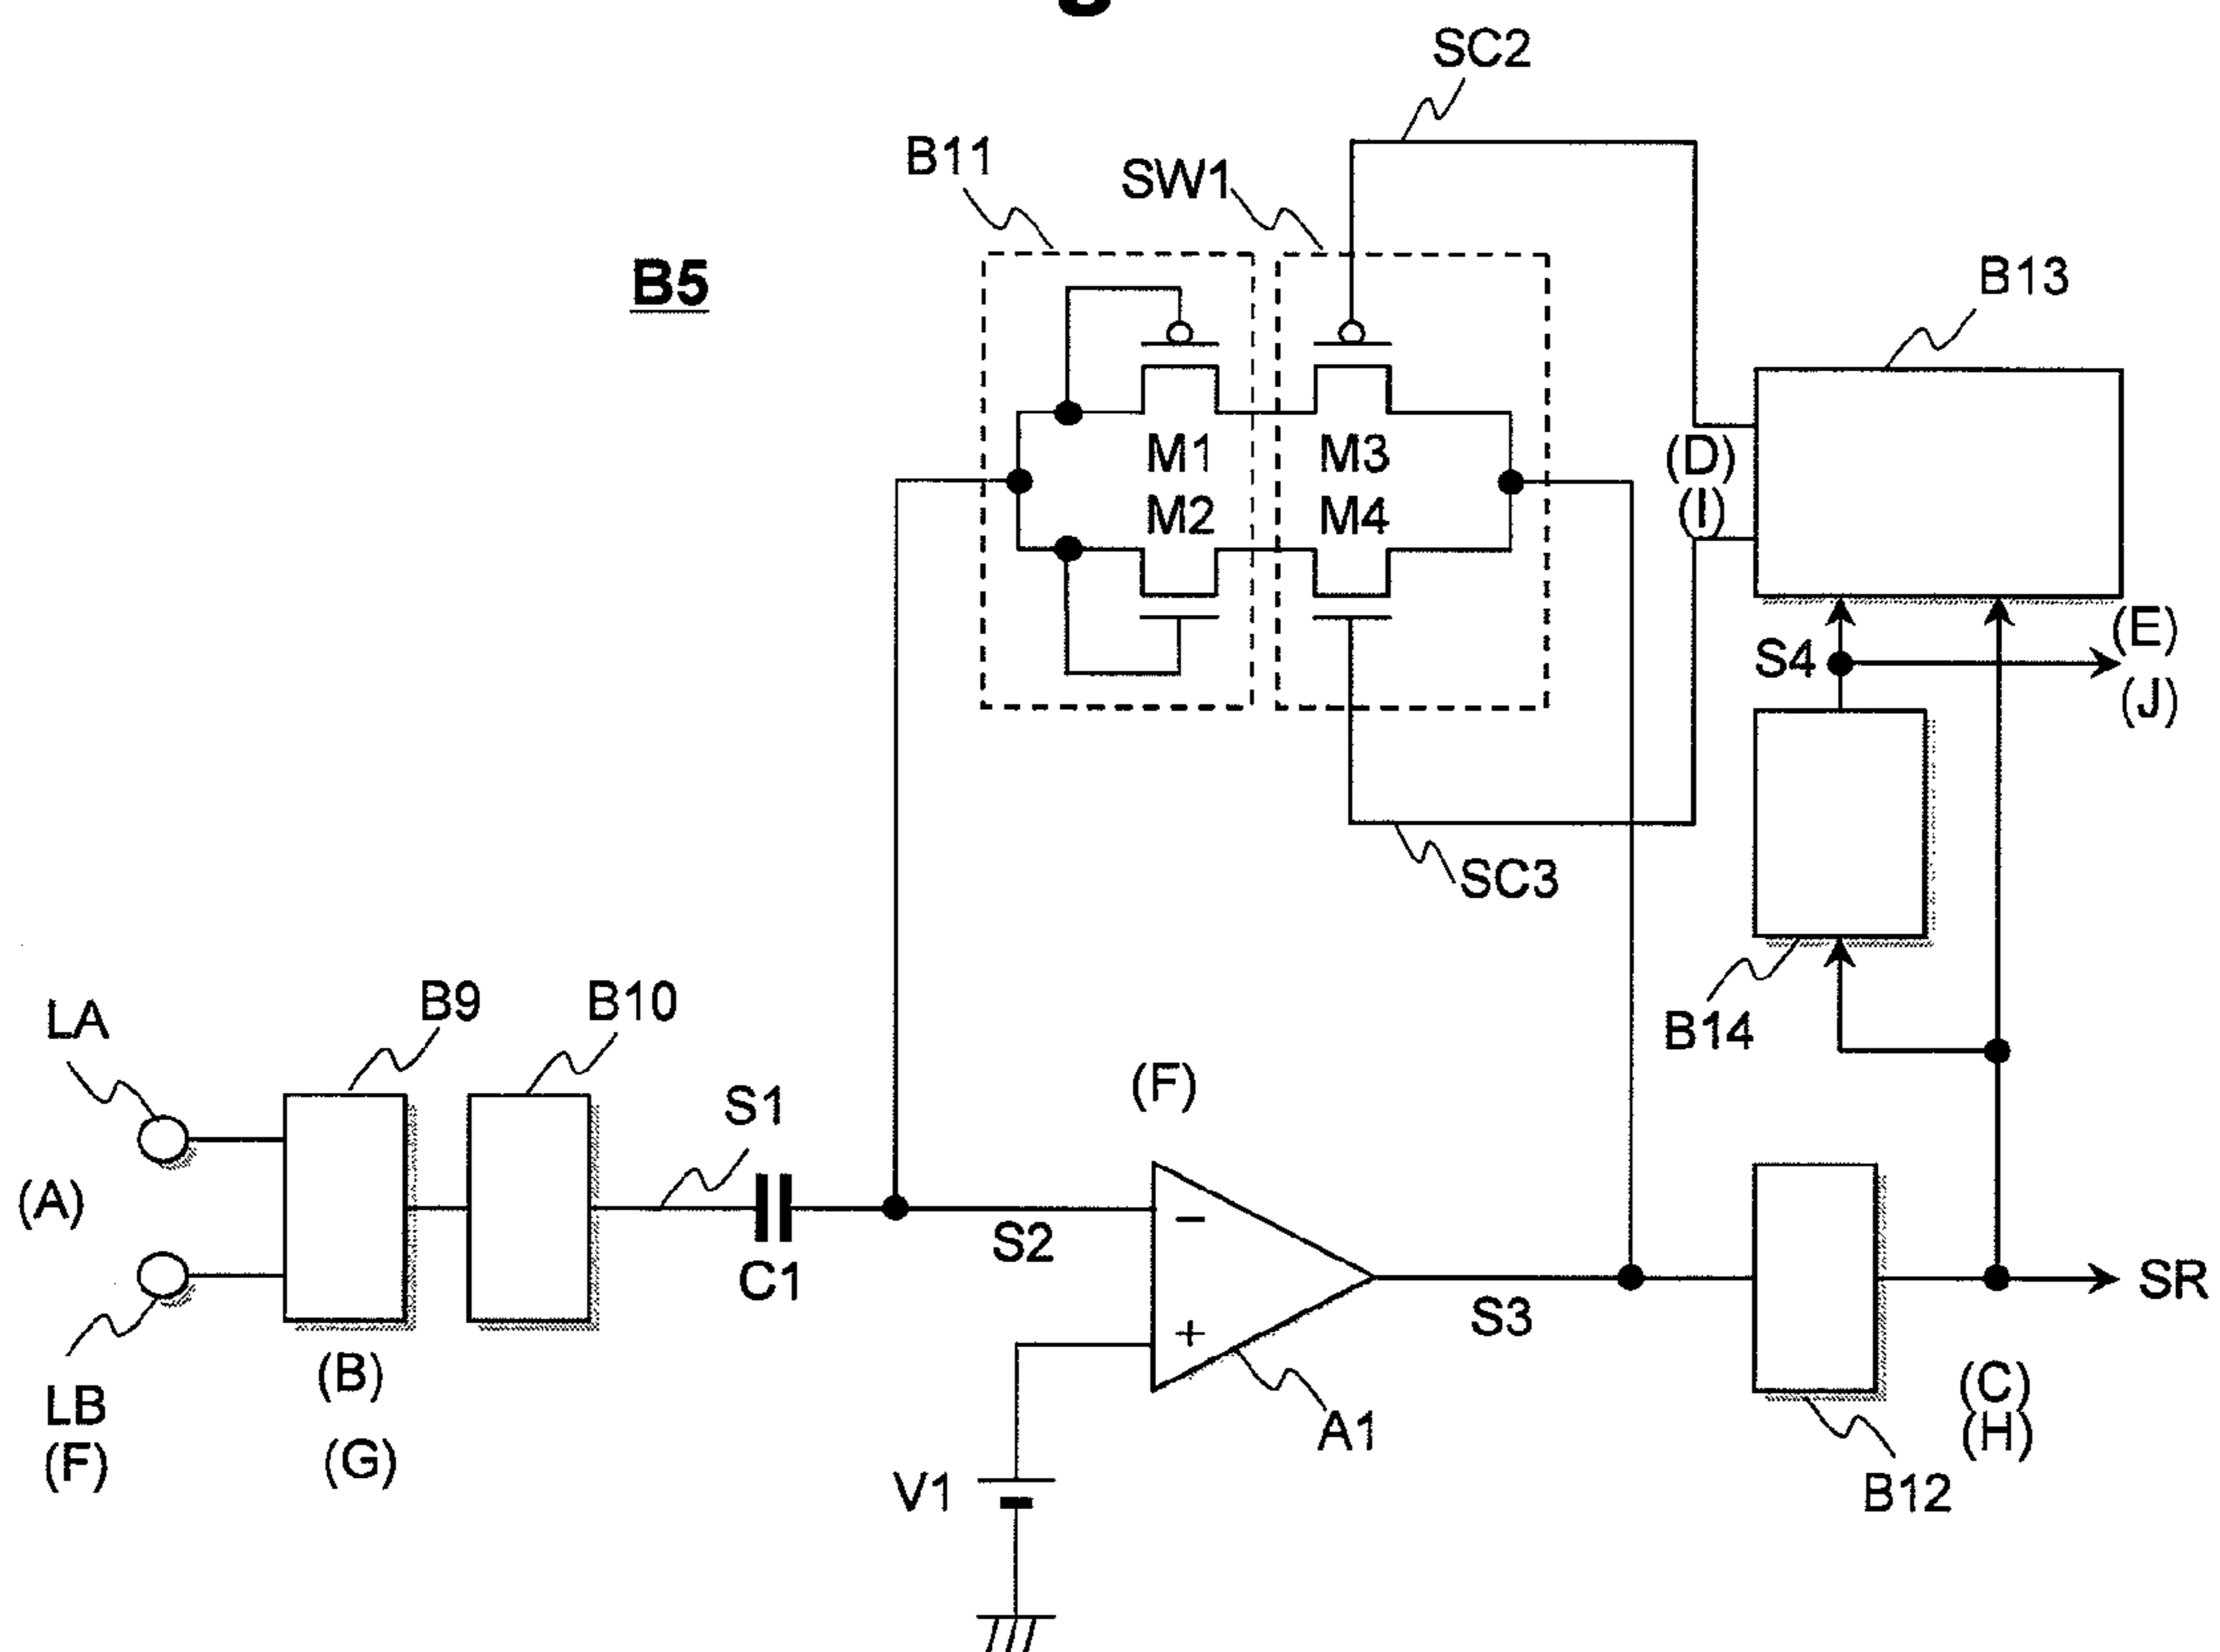 SC2
B11
SW1
B5
B13
M1
M3
(D)
M2
M4
(I)
S4
(E)
(J)
SC3
B14
LA
B9
B10
S1
(F)
(A)
S2
C1
−
+
S3
SR
(B)
LB
(F)
(G)
V1
A1
(C)
(H)
B12